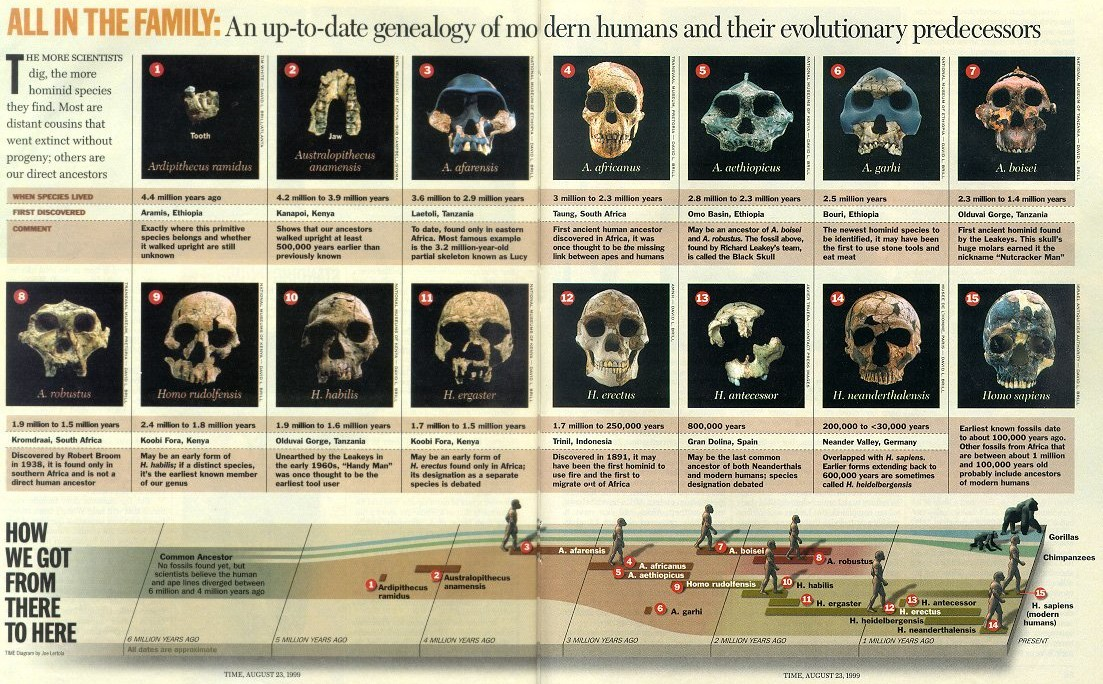 ALL IN THE FAMILY: An up-to-date genealogy of modern humans and their evolutionary predecessors
THE MORE SCIENTISTS
dig, the more
hominid species
they find. Most are
distant cousins that
went extinct without
progeny; others are
our direct ancestors
1
Tooth
Ardipithecus ramidus
2
Jaw
Australopithecus
anamensis
3
A. afarensis
4
A. africanus
5
A. aethiopicus
6
A. garhi
7
A. boisei
WHEN SPECIES LIVED
FIRST DISCOVERED
COMMENT
4.4 million years ago
Aramis, Ethiopia
Exactly where this primitive
species belongs and whether
it walked upright are still
unknown
4.2 million to 3.9 million years
Kanapoi, Kenya
Shows that our ancestors
walked upright at least
500,000 years earlier than
previously known
3.6 million to 2.9 million years
Laetoli, Tanzania
To date, found only in eastern
Africa. Most famous example
is the 3.2 million-year-old
partial skeleton known as Lucy
3 million to 2.3 million years
Taung, South Africa
First ancient human ancestor
discovered in Africa, it was
once thought to be the missing
link between apes and humans
2.8 million to 2.3 million years
Omo Basin, Ethiopia
May be an ancestor of A. boisei
and A. robustus. The fossil above,
found by Richard Leakey's team,
is called the Black Skull
2.5 million years
Bouri, Ethiopia
The newest hominid species to
be identified, it may have been
the first to use stone tools and
eat meat
2.3 million to 1.4 million years
Olduvai Gorge, Tanzania
First ancient hominid found
by the Leakeys. This skull's
huge molars earned it the
nickname "Nutcracker Man"
8
A. robustus
9
Homo rudolfensis
10
H. habilis
11
H. ergaster
12
H. erectus
13
H. antecessor
14
H. neanderthalensis
15
Homo sapiens
1.9 million to 1.5 million years
Kromdraai, South Africa
Discovered by Robert Broom
in 1938, it is found only in
southern Africa and is not a
direct human ancestor
2.4 million to 1.8 million years
Koobi Fora, Kenya
May be an early form of
H. habilis; if a distinct species,
it's the earliest known member
of our genus
1.9 million to 1.6 million years
Olduvai Gorge, Tanzania
Unearthed by the Leakeys in
the early 1960s, "Handy Man"
was once thought to be the
earliest tool user
1.7 million to 1.5 million years
Koobi Fora, Kenya
May be an early form of
H. erectus found only in Africa;
its designation as a separate
species is debated
1.7 million to 250,000 years
Trinil, Indonesia
Discovered in 1891, it may
have been the first hominid to
use fire and the first to
migrate out of Africa
800,000 years
Gran Dolina, Spain
May be the last common
ancestor of both Neanderthals
and modern humans; species
designation debated
200,000 to <30,000 years
Neander Valley, Germany
Overlapped with H. sapiens.
Earlier forms extending back to
600,000 years are sometimes
called H. heidelbergensis
Earliest known fossils date
to about 100,000 years ago.
Other fossils from Africa that
are between about 1 million
and 100,000 years old
probably include ancestors
of modern humans
HOW
WE GOT
FROM
THERE
TO HERE
TIME Diagram by Joe Lertola
Common Ancestor
No fossils found yet, but
scientists believe the human
and ape lines diverged between
6 million and 4 million years ago
1 Ardipithecus
ramidus
2 Australopithecus
anamensis
3 A. afarensis
4 A. africanus
5 A. aethiopicus
6 A. garhi
7 A. boisei
8 A. robustus
9 Homo rudolfensis
10 H. habilis
11 H. ergaster
12 H. erectus
13 H. antecessor
H. heidelbergensis
H. neanderthalensis 14
Gorillas
Chimpanzees
15
H. sapiens
(modern
humans)
6 MILLION YEARS AGO
5 MILLION YEARS AGO
4 MILLION YEARS AGO
3 MILLION YEARS AGO
2 MILLION YEARS AGO
1 MILLION YEARS AGO
PRESENT
All dates are approximate
TIME, AUGUST 23, 1999
TIME, AUGUST 23, 1999